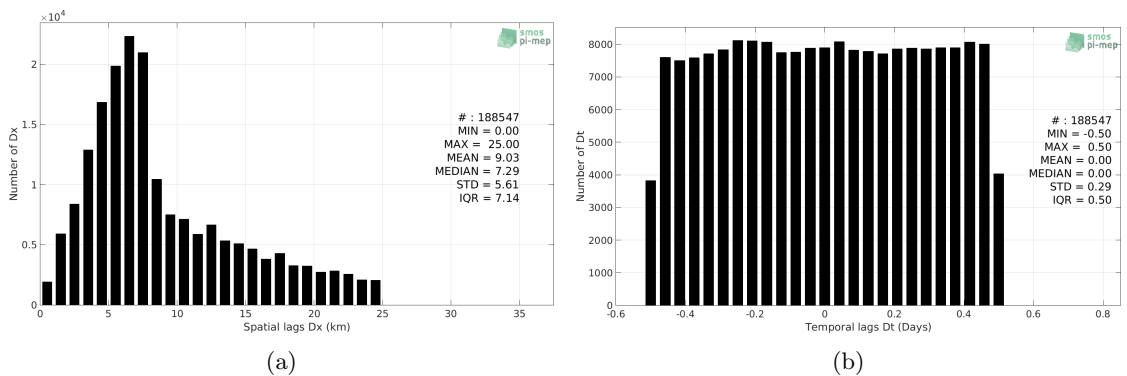 ×10⁴
2
1.5
1
0.5
0
0 5 10 15 20 25 30 35
Number of Dx
Spatial lags Dx (km)
smos
pi-mep
# : 188547
MIN = 0.00
MAX = 25.00
MEAN = 9.03
MEDIAN = 7.29
STD = 5.61
IQR = 7.14
(a)
8000
7000
6000
5000
4000
3000
2000
1000
0
-0.6 -0.4 -0.2 0 0.2 0.4 0.6 0.8
Number of Dt
Temporal lags Dt (Days)
smos
pi-mep
# : 188547
MIN = -0.50
MAX = 0.50
MEAN = 0.00
MEDIAN = 0.00
STD = 0.29
IQR = 0.50
(b)